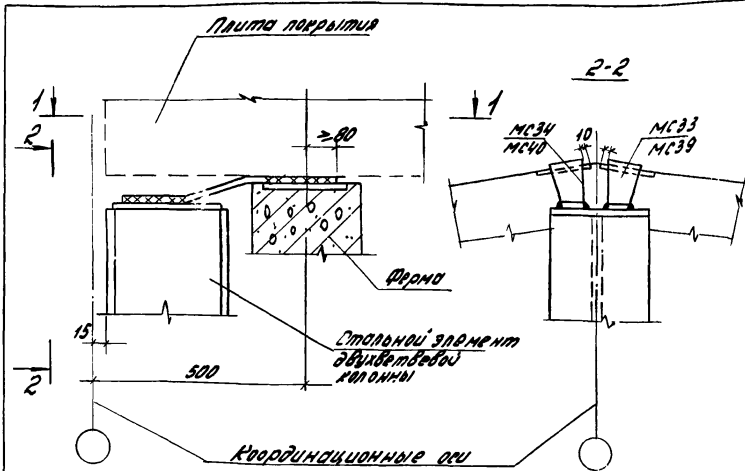 Плита покрытия
2-2
1
1
2
≥80
МС34
МС40
10
МС33
МС39
Ферма
15
Стальной элемент
двухветвевой
колонны
2
500
Координационные оси